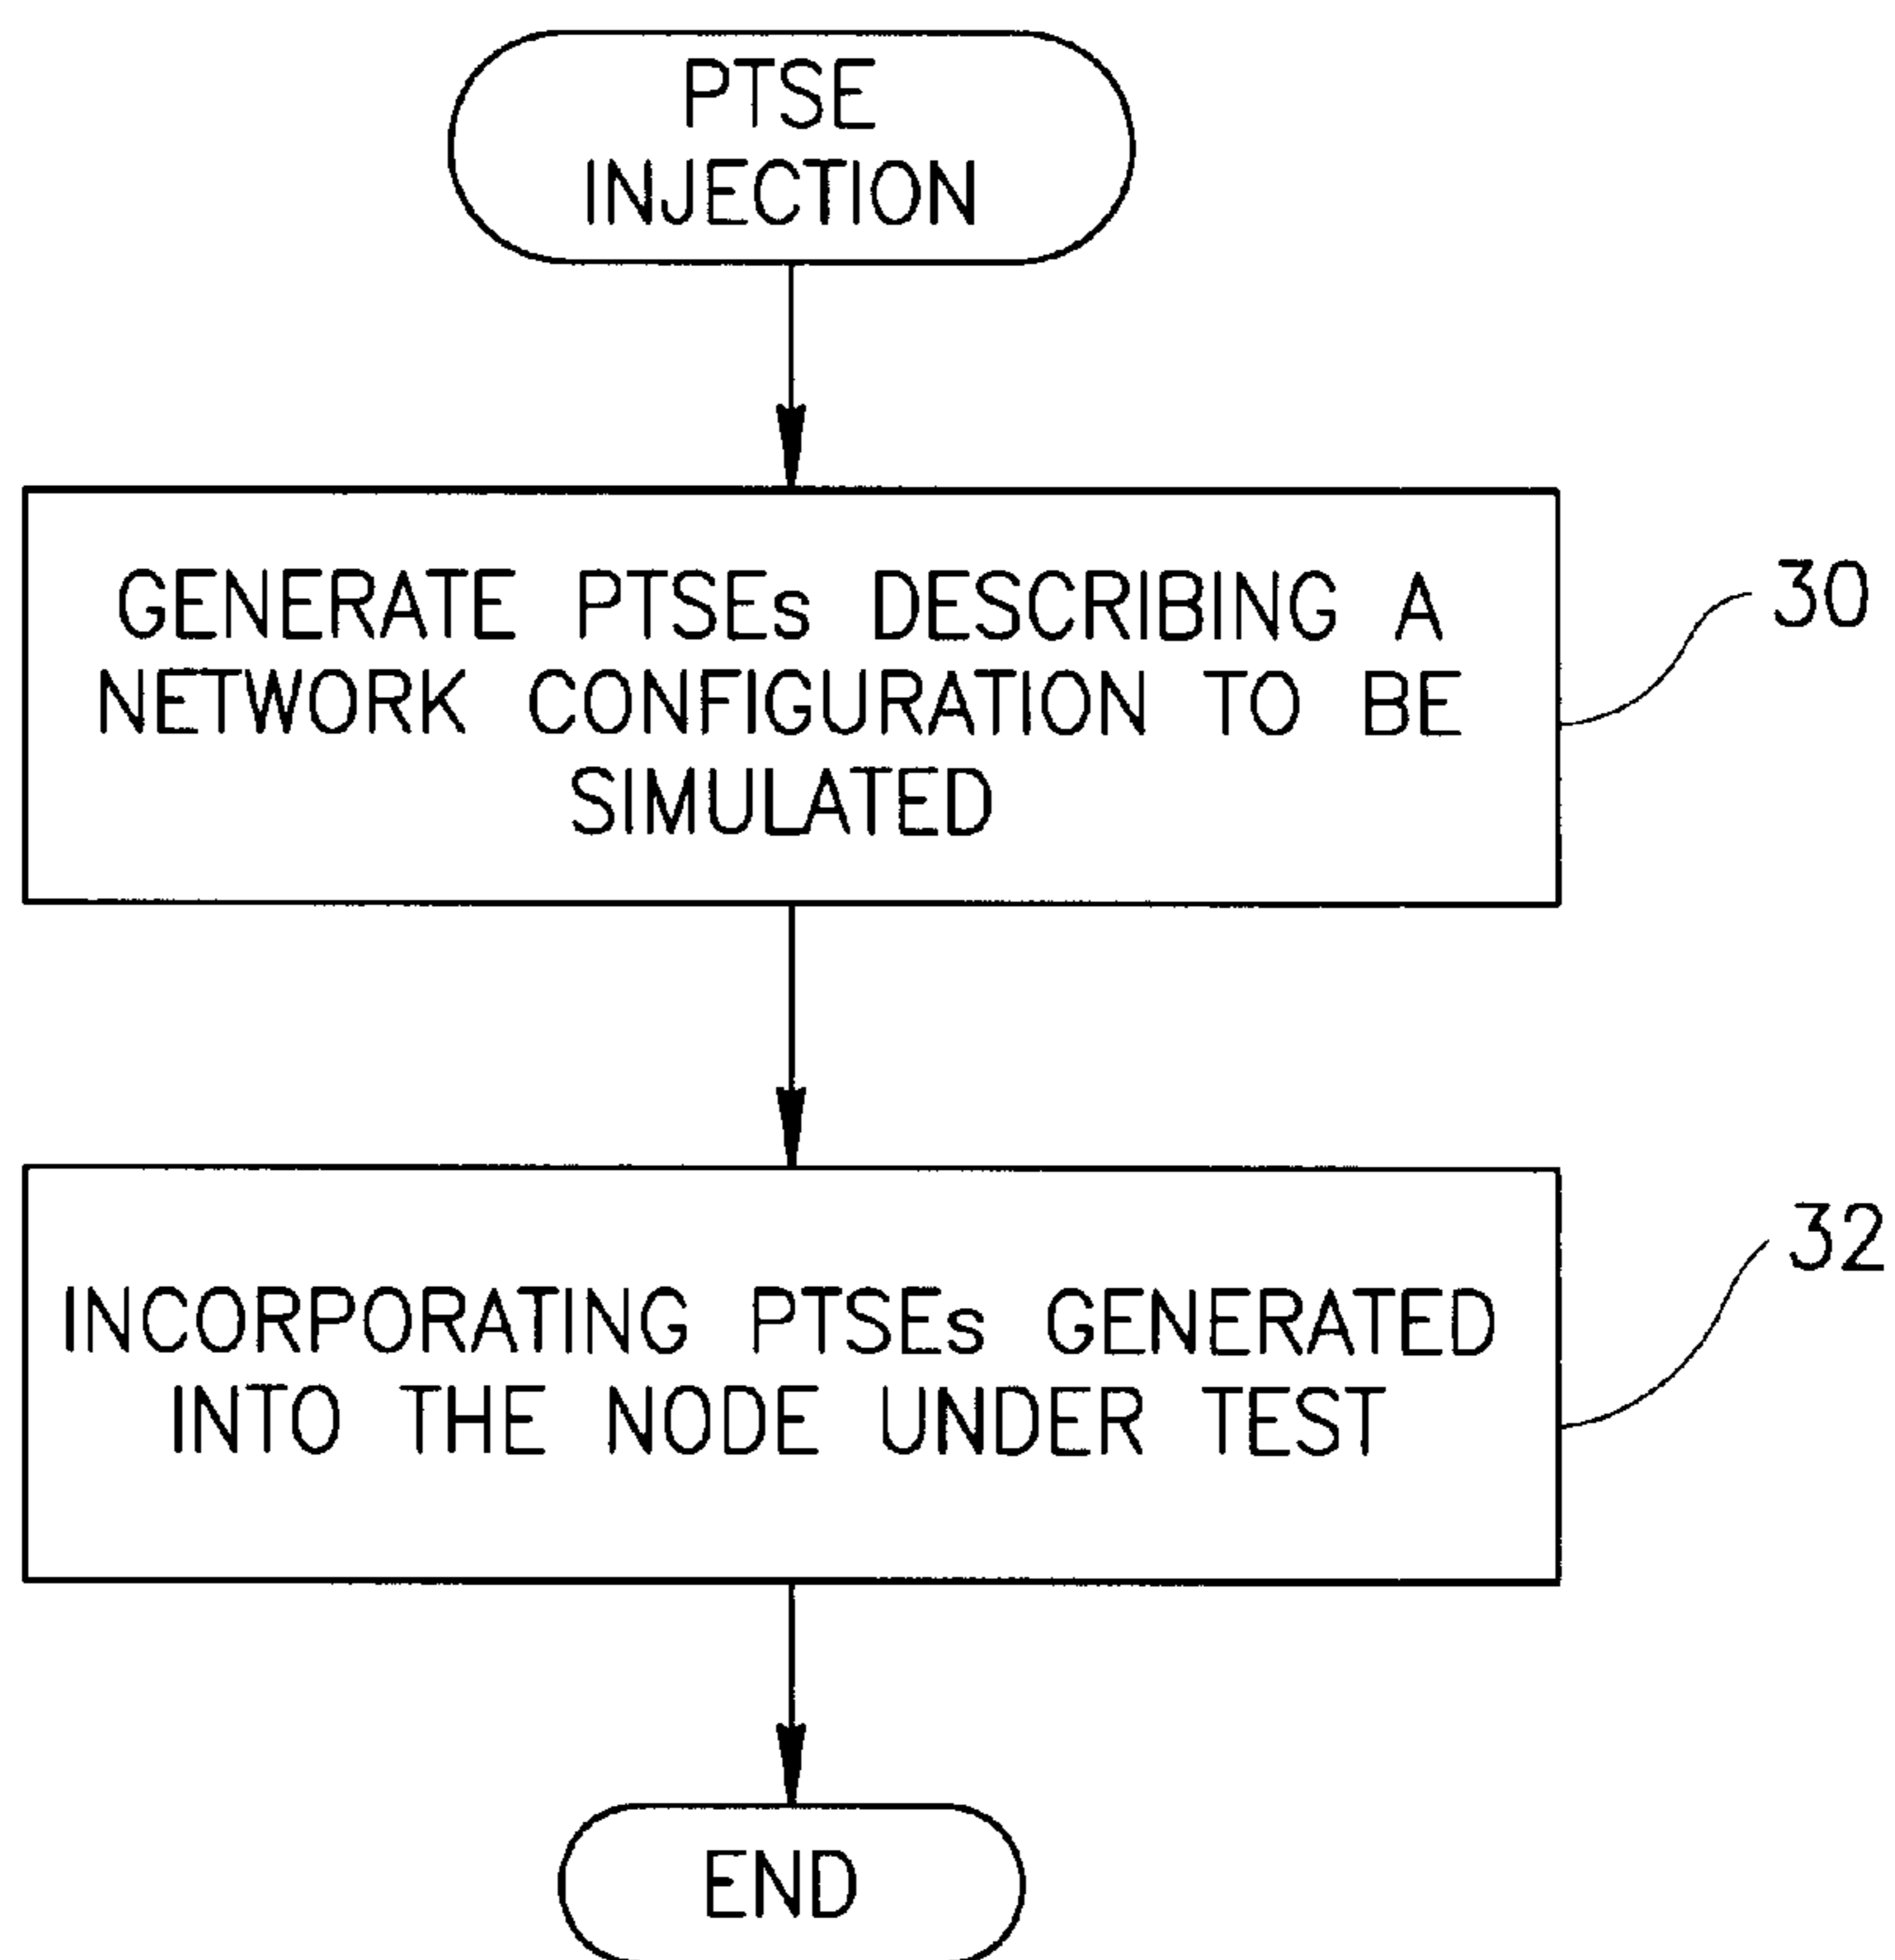 PTSE
INJECTION
GENERATE PTSEs DESCRIBING A
NETWORK CONFIGURATION TO BE
SIMULATED
30
INCORPORATING PTSEs GENERATED
INTO THE NODE UNDER TEST
32
END